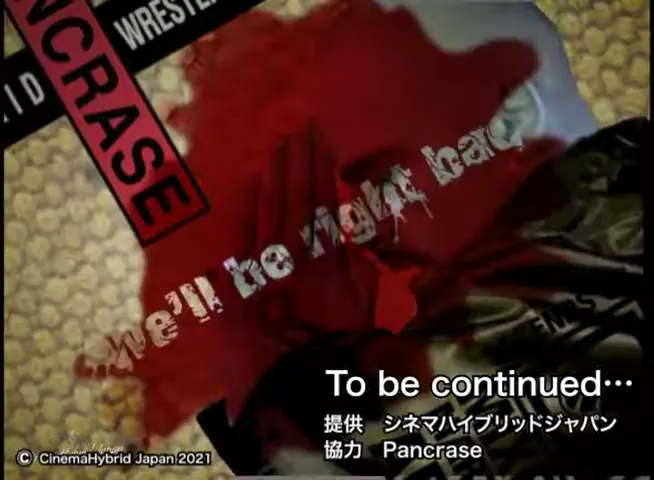 NCRASE
ID WRESTL
we'll be right back
To be continued…
提供 シネマハイブリッドジャパン
協力 Pancrase
© CinemaHybrid Japan 2021